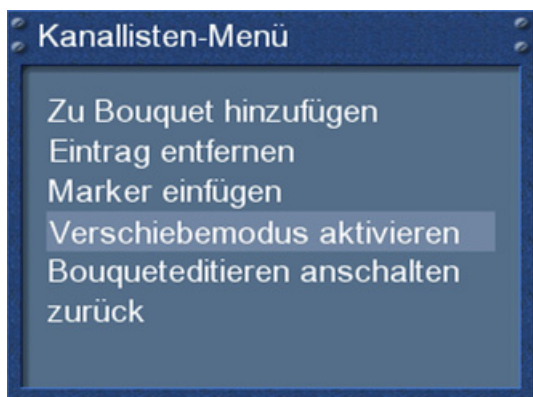 Kanallisten-Menü
Zu Bouquet hinzufügen
Eintrag entfernen
Marker einfügen
Verschiebemodus aktivieren
Bouqueteditieren anschalten
zurück